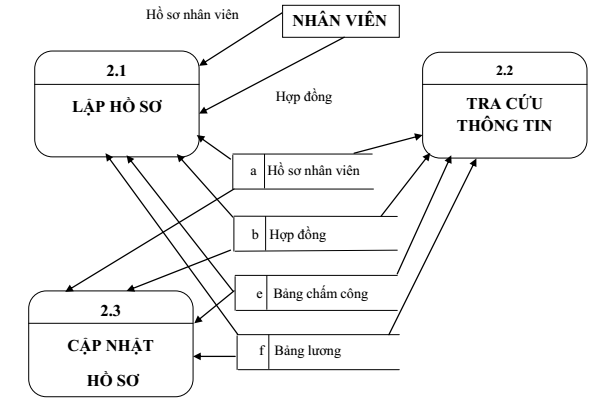 Hồ sơ nhân viên
NHÂN VIÊN
2.1
LẬP HỒ SƠ
Hợp đồng
2.2
TRA CỨU
THÔNG TIN
a Hồ sơ nhân viên
b Hợp đồng
e Bảng chấm công
f Bảng lương
2.3
CẬP NHẬT
HỒ SƠ